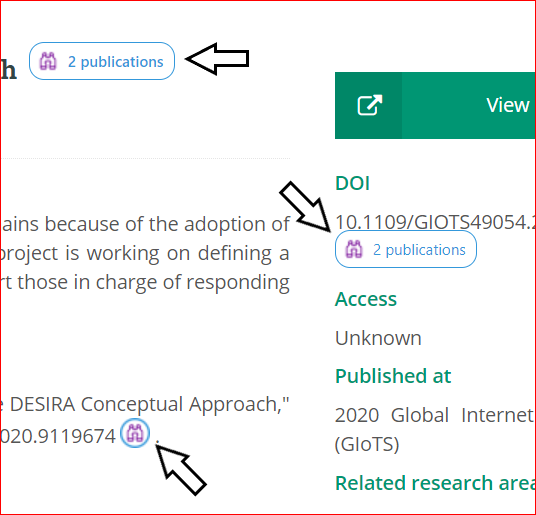 h 2 publications
View
DOI
10.1109/GIOTS49054.2
2 publications
Access
Unknown
Published at
2020 Global Internet
(GIoTS)
Related research area
ains because of the adoption of
project is working on defining a
rt those in charge of responding
e DESIRA Conceptual Approach,"
020.9119674 .